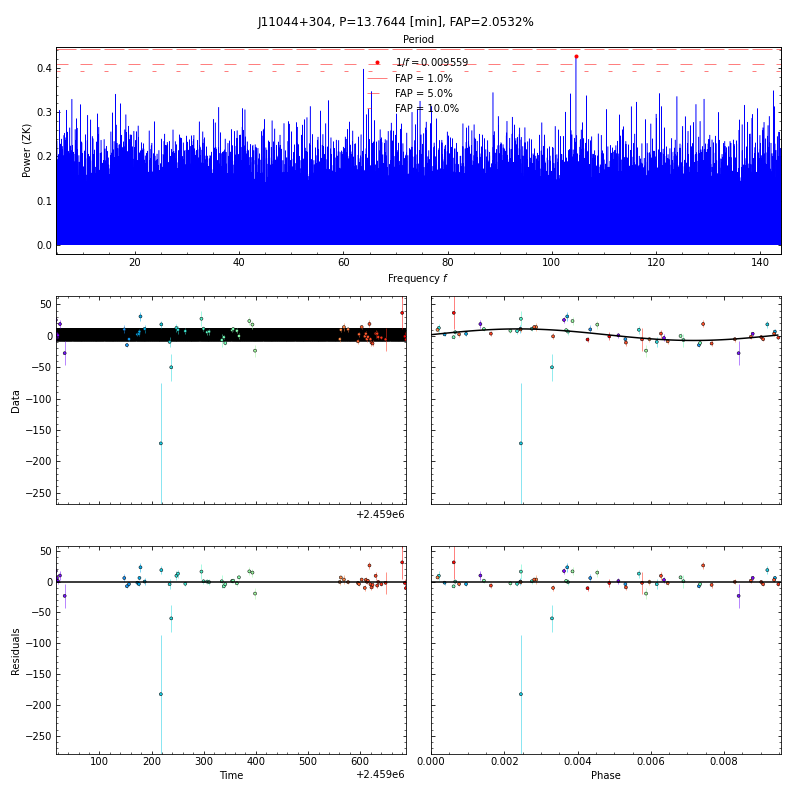 J11044+304, P=13.7644 [min], FAP=2.0532%
Period
Power (ZK)
0.4
0.3
0.2
0.1
0.0
1/f = 0.009559
FAP = 1.0%
FAP = 5.0%
FAP = 10.0%
20 40 60 80 100 120 140
Frequency f
Data
50
0
−50
−100
−150
−200
−250
+2.459e6
Residuals
50
0
−50
−100
−150
−200
−250
100 200 300 400 500 600
Time
+2.459e6
0.000 0.002 0.004 0.006 0.008
Phase